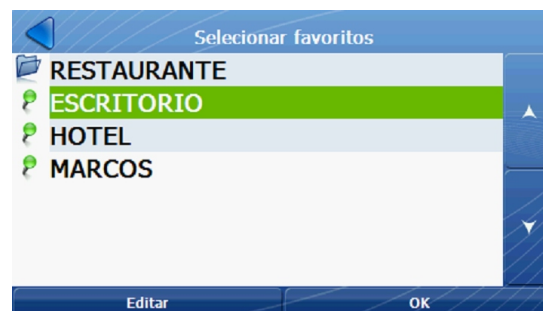 Selecionar favoritos
RESTAURANTE
ESCRITORIO
HOTEL
MARCOS
Editar OK